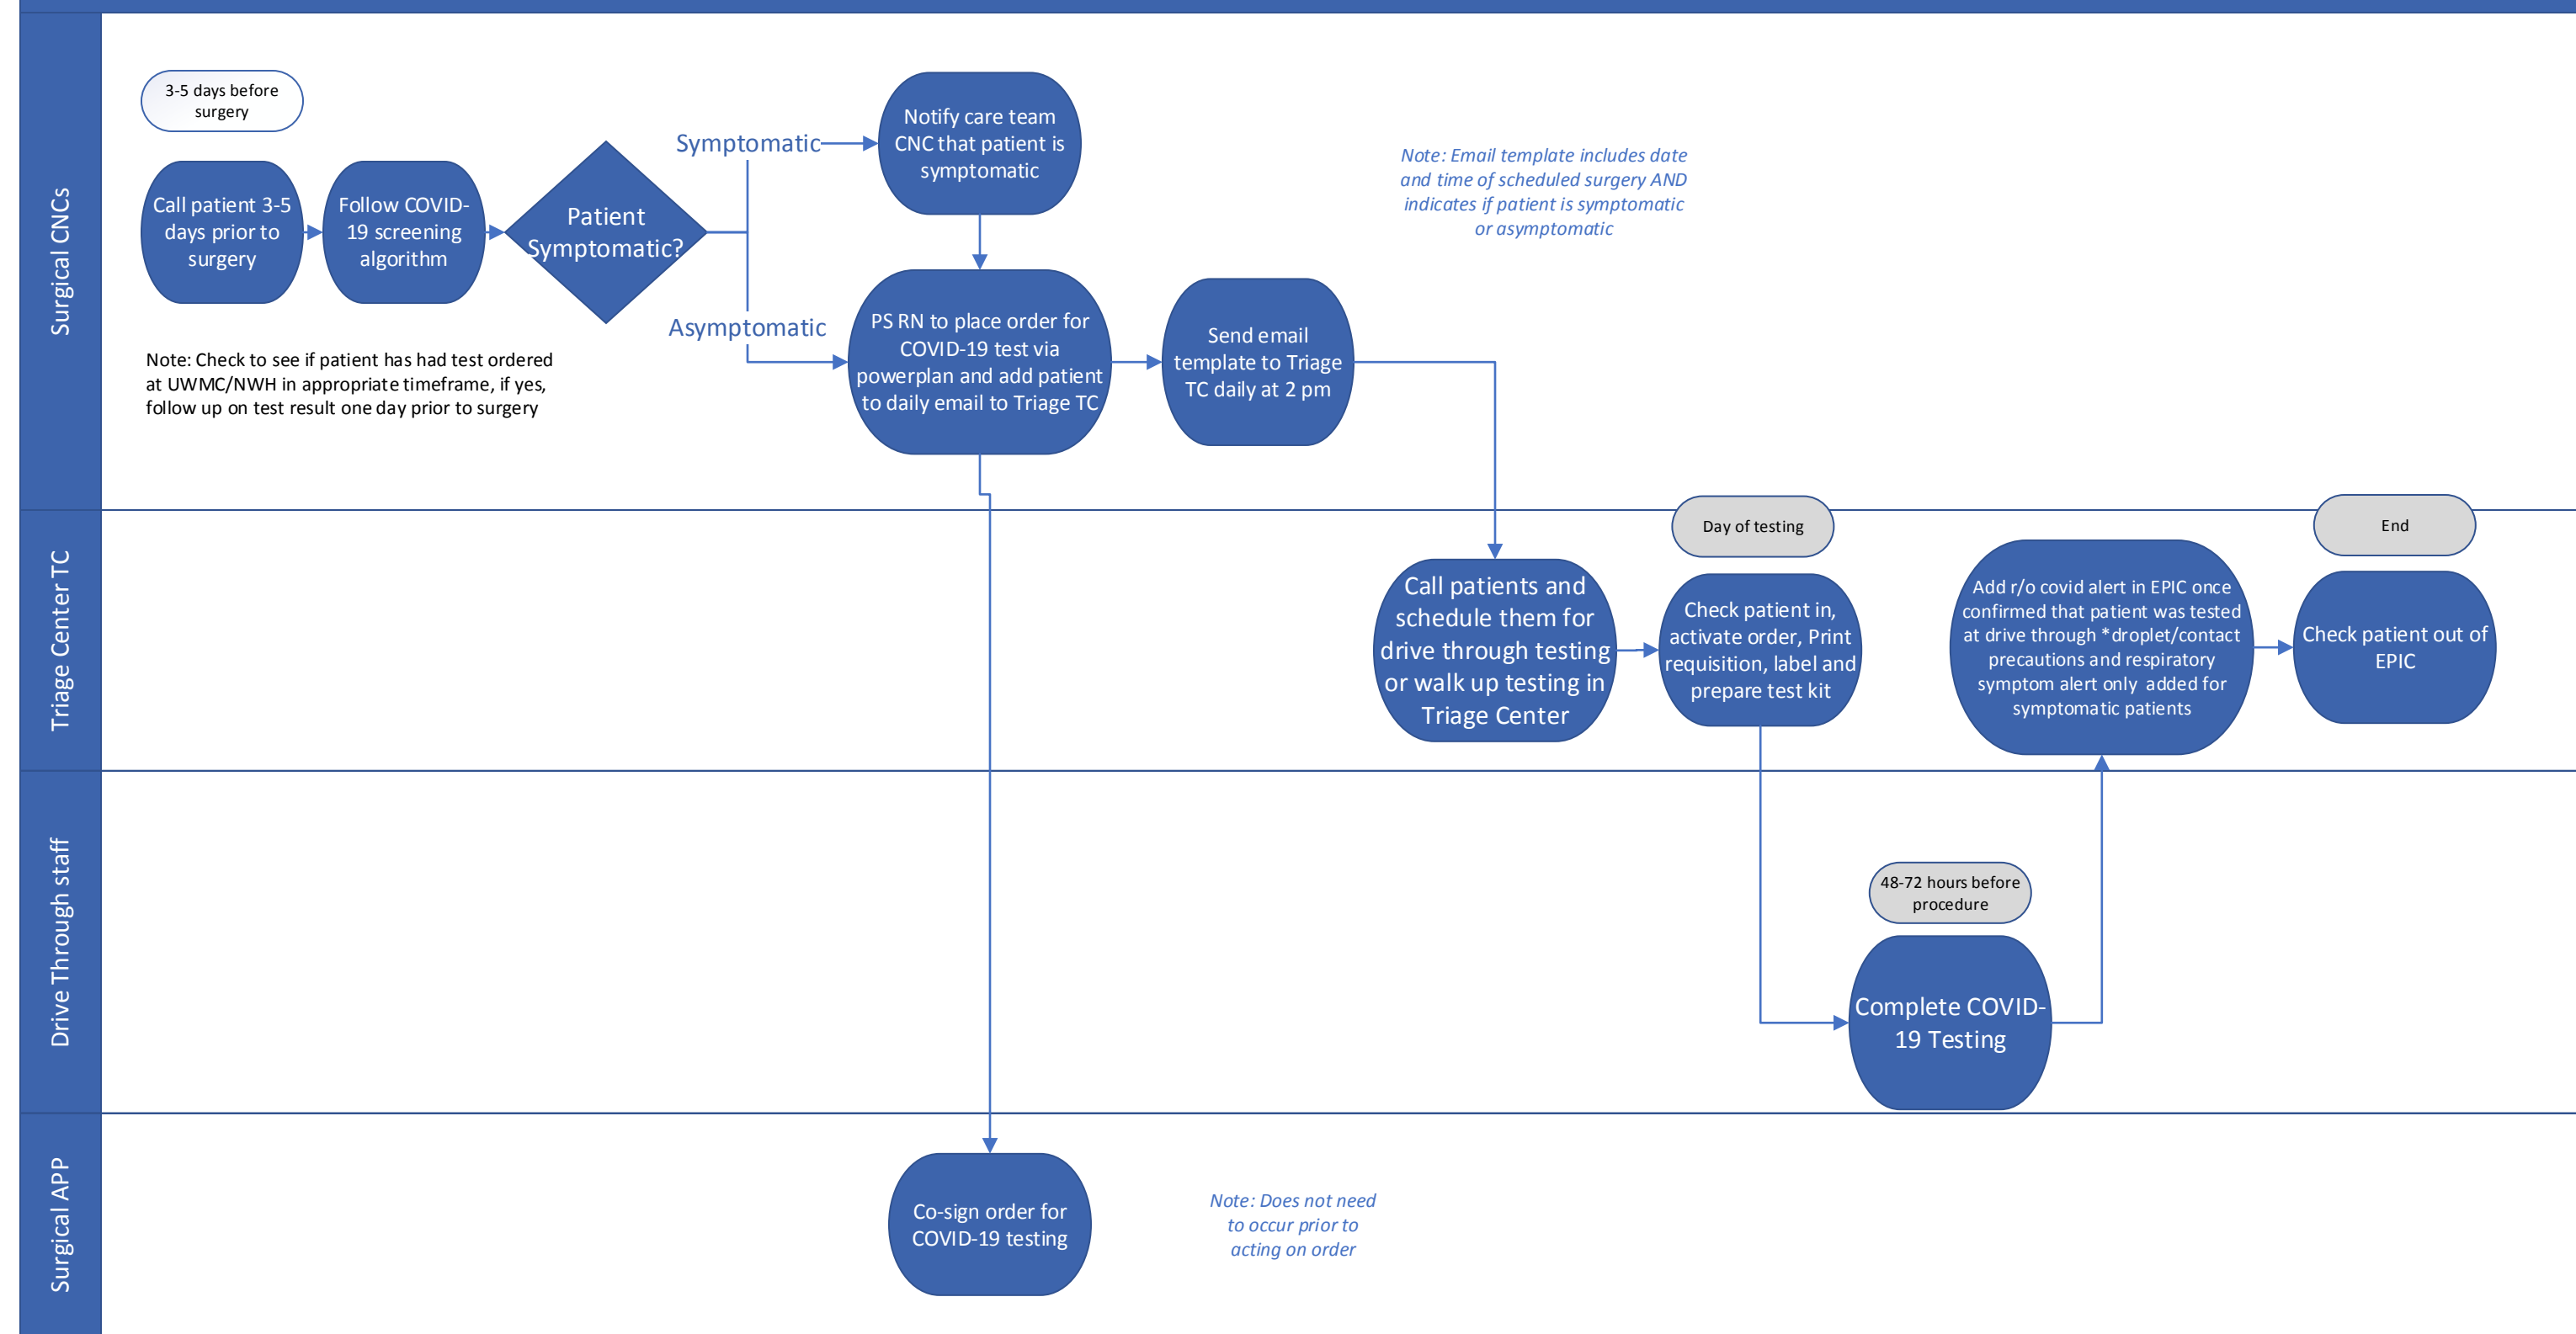 Surgical CNCs
3-5 days before
surgery
Call patient 3-5
days prior to
surgery
Follow COVID-
19 screening
algorithm
Patient
Symptomatic?
Symptomatic
Asymptomatic
Notify care team
CNC that patient is
symptomatic
Note: Email template includes date
and time of scheduled surgery AND
indicates if patient is symptomatic
or asymptomatic
PS RN to place order for
COVID-19 test via
powerplan and add patient
to daily email to Triage TC
Send email
template to Triage
TC daily at 2 pm
Note: Check to see if patient has had test ordered
at UWMC/NWH in appropriate timeframe, if yes,
follow up on test result one day prior to surgery
Triage Center TC
Call patients and
schedule them for
drive through testing
or walk up testing in
Triage Center
Day of testing
Check patient in,
activate order, Print
requisition, label and
prepare test kit
Add r/o covid alert in EPIC once
confirmed that patient was tested
at drive through *droplet/contact
precautions and respiratory
symptom alert only added for
symptomatic patients
End
Check patient out of
EPIC
Drive Through staff
48-72 hours before
procedure
Complete COVID-
19 Testing
Surgical APP
Co-sign order for
COVID-19 testing
Note: Does not need
to occur prior to
acting on order